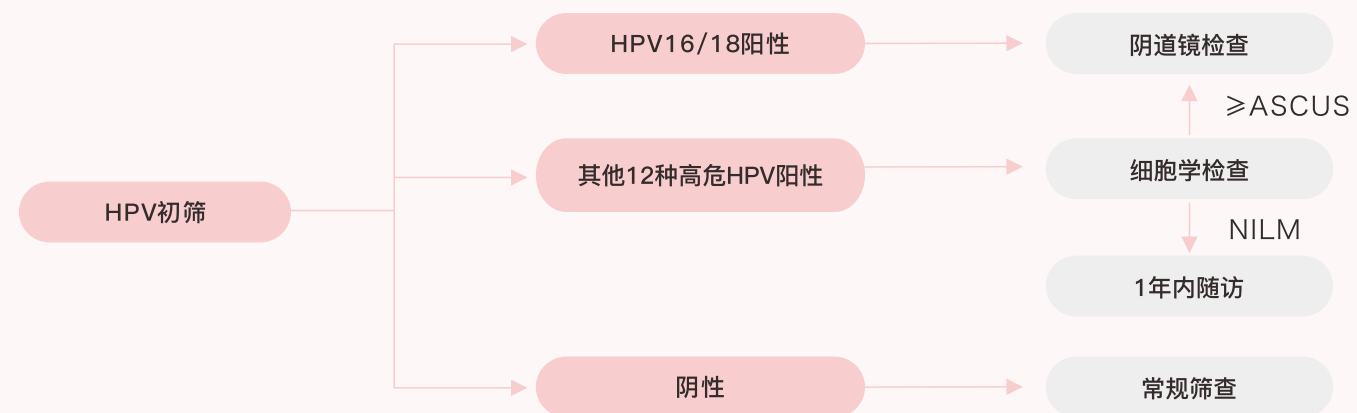 HPV16/18阳性
阴道镜检查
⩾ASCUS
其他12种高危HPV阳性
细胞学检查
HPV初筛
NILM
1年内随访
阴性
常规筛查